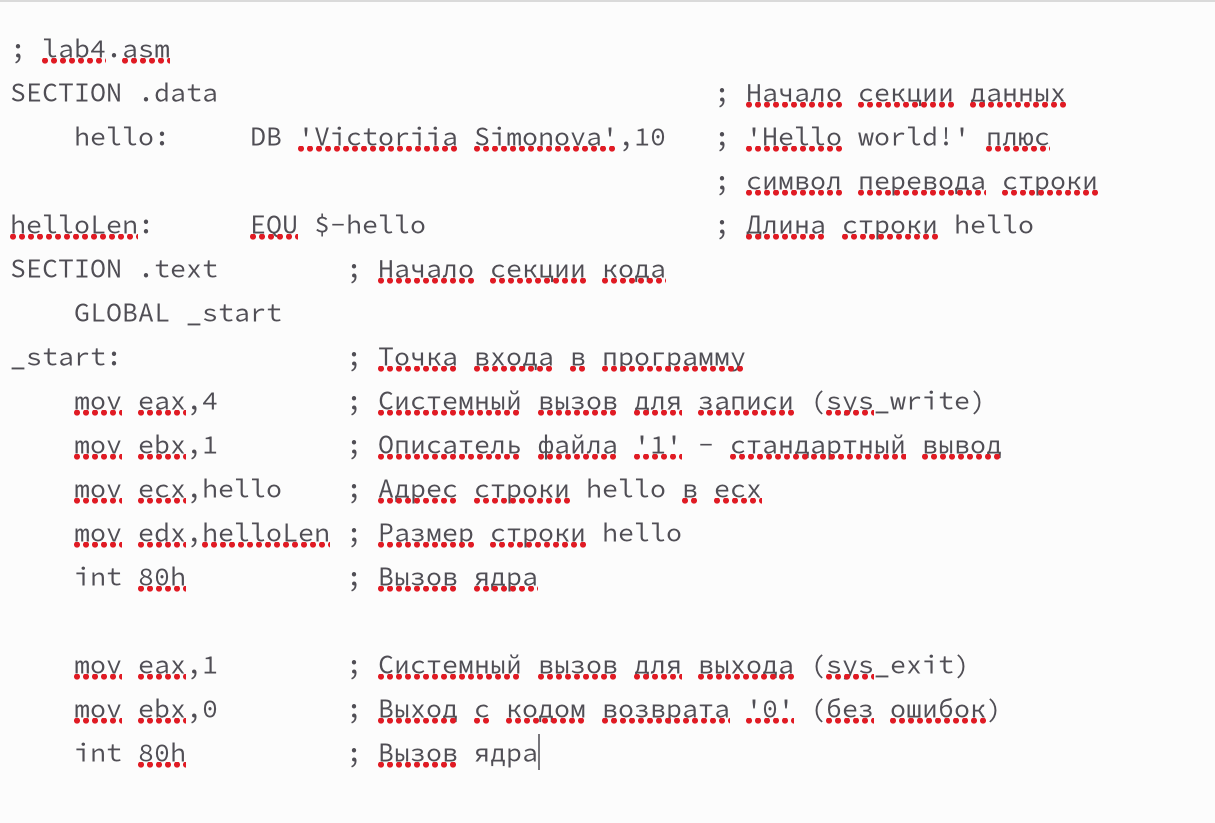 ; lab4.asm
SECTION .data ; Начало секции данных
hello: DB 'Victoriia Simonova',10 ; 'Hello world!' плюс
; символ перевода строки
helloLen: EQU $-hello ; Длина строки hello
SECTION .text ; Начало секции кода
GLOBAL _start
_start: ; Точка входа в программу
mov eax,4 ; Системный вызов для записи (sys_write)
mov ebx,1 ; Описатель файла '1' - стандартный вывод
mov ecx,hello ; Адрес строки hello в ecx
mov edx,helloLen ; Размер строки hello
int 80h ; Вызов ядра
mov eax,1 ; Системный вызов для выхода (sys_exit)
mov ebx,0 ; Выход с кодом возврата '0' (без ошибок)
int 80h ; Вызов ядра